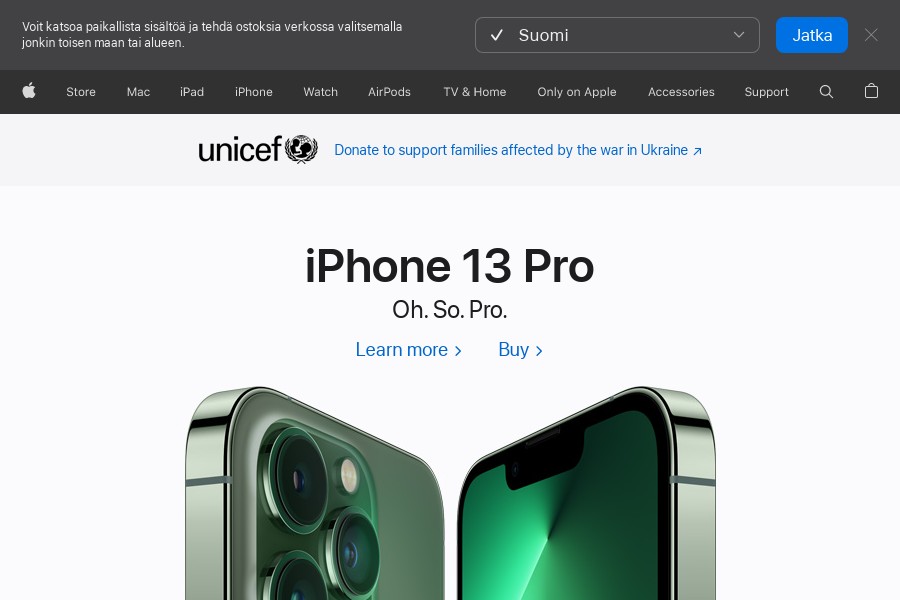 Voit katsoa paikallista sisältöä ja tehdä ostoksia verkossa valitsemalla
jonkin toisen maan tai alueen.
Suomi
Jatka
Store
Mac
iPad
iPhone
Watch
AirPods
TV & Home
Only on Apple
Accessories
Support
unicef
Donate to support families affected by the war in Ukraine ↗
iPhone 13 Pro
Oh. So. Pro.
Learn more >
Buy >